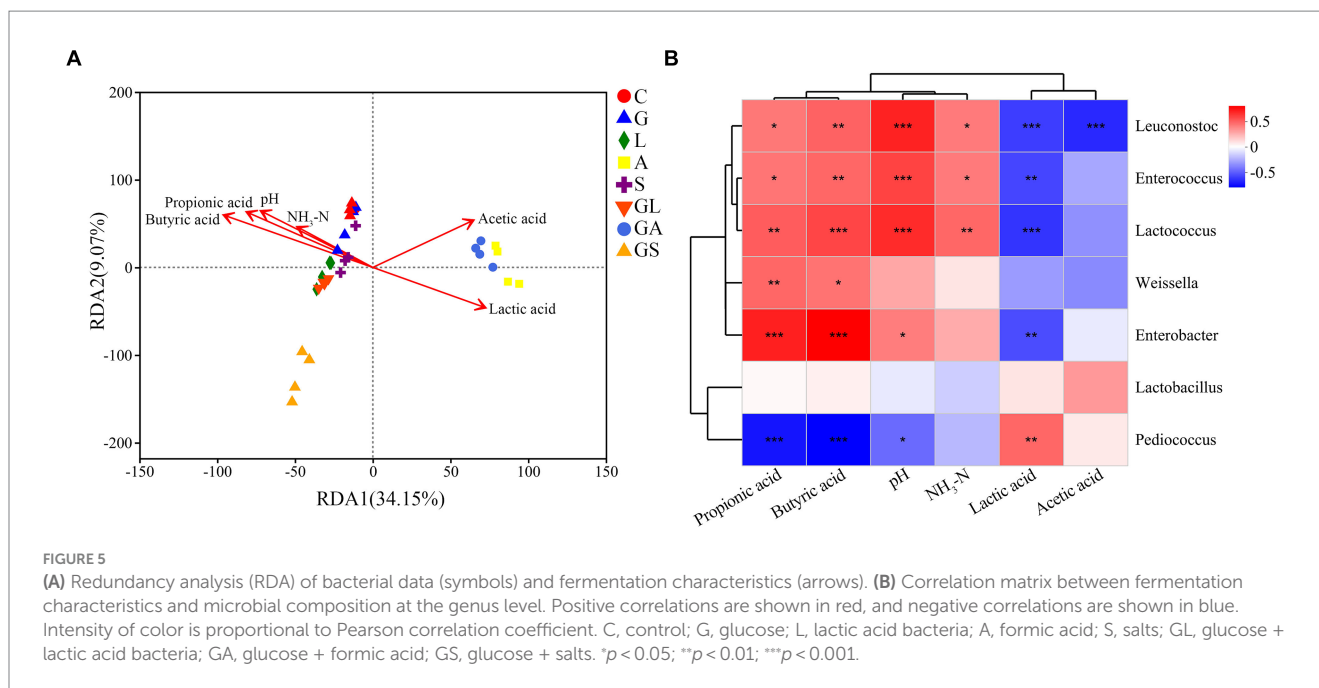 A
B
200
100
0
-100
-200
-150
-100
-50
0
50
100
150
RDA2(9.07%)
RDA1(34.15%)
Propionic acid
pH
Butyric acid
NH3-N
Acetic acid
Lactic acid
C
G
L
A
S
GL
GA
GS
* ** *** * *** *** Leuconostoc
* ** *** * ** Enterococcus
** *** *** ** *** Lactococcus
** * Weissella
*** *** * ** Enterobacter
Lactobacillus
*** *** * ** Pediococcus
0.5
0
-0.5
Propionic acid
Butyric acid
pH
NH3-N
Lactic acid
Acetic acid
FIGURE 5
(A) Redundancy analysis (RDA) of bacterial data (symbols) and fermentation characteristics (arrows). (B) Correlation matrix between fermentation
characteristics and microbial composition at the genus level. Positive correlations are shown in red, and negative correlations are shown in blue.
Intensity of color is proportional to Pearson correlation coefficient. C, control; G, glucose; L, lactic acid bacteria; A, formic acid; S, salts; GL, glucose +
lactic acid bacteria; GA, glucose + formic acid; GS, glucose + salts. *p < 0.05; **p < 0.01; ***p < 0.001.